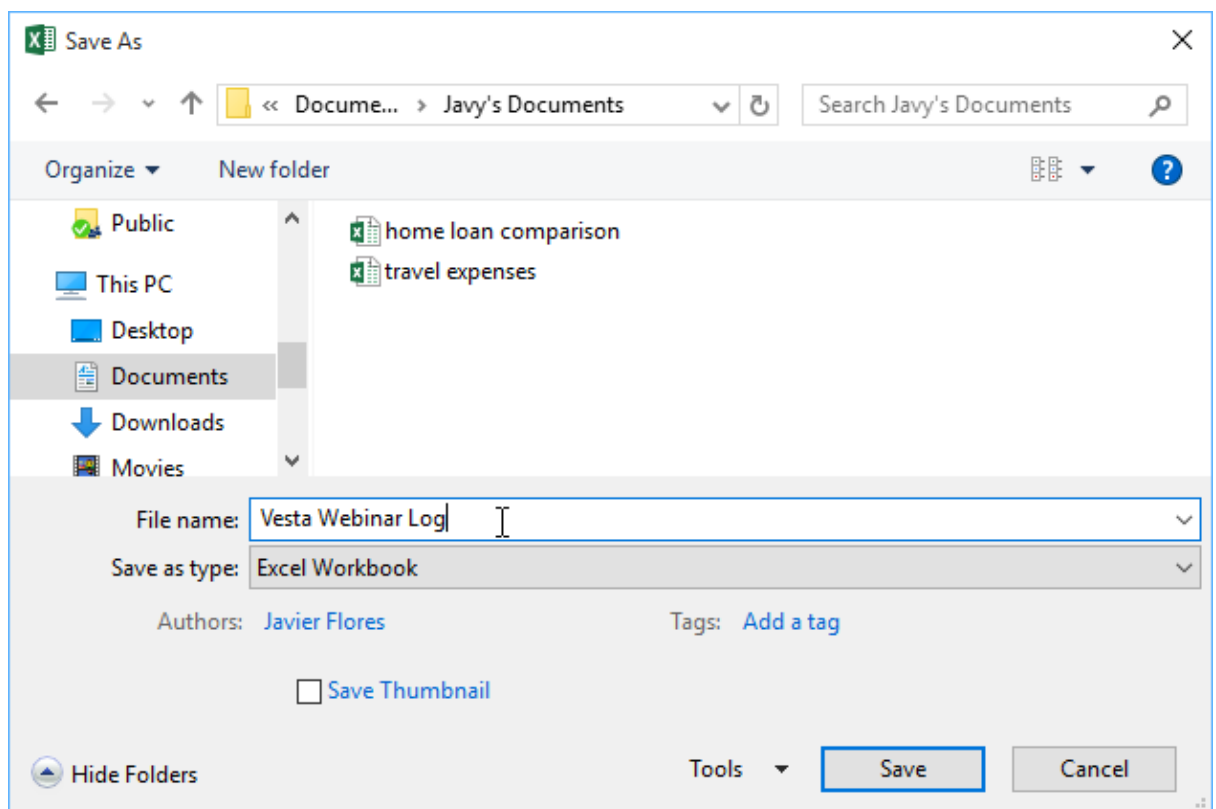 Save As
« Docume... > Javy's Documents
Search Javy's Documents
Organize
New folder
?
Public
This PC
Desktop
Documents
Downloads
Movies
home loan comparison
travel expenses
File name: Vesta Webinar Log
Save as type: Excel Workbook
Authors: Javier Flores
Tags: Add a tag
Save Thumbnail
Hide Folders
Tools
Save
Cancel